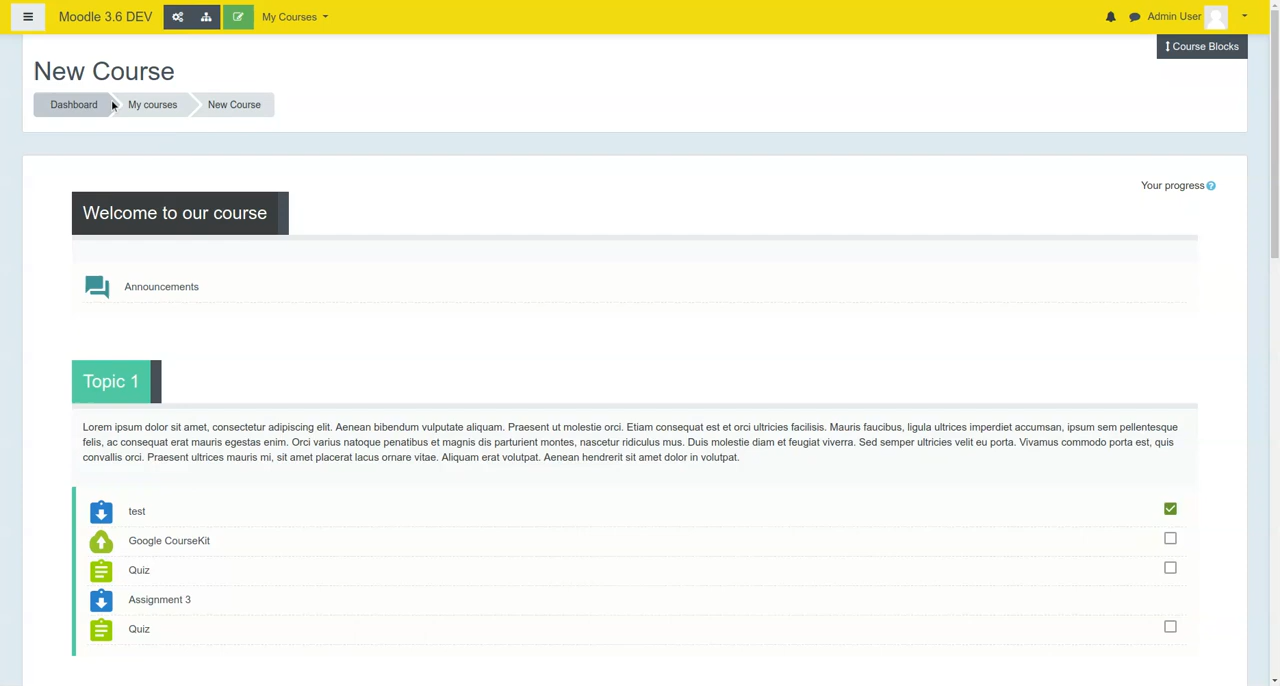 Moodle 3.6 DEV My Courses Admin User
Course Blocks
New Course
Dashboard My courses New Course
Your progress
Welcome to our course
Announcements
Topic 1
Lorem ipsum dolor sit amet, consectetur adipiscing elit. Aenean bibendum vulputate aliquam. Praesent ut molestie orci. Etiam consequat est et orci ultricies facilisis. Mauris faucibus, ligula ultrices imperdiet accumsan, ipsum sem pellentesque
felis, ac consequat erat mauris egestas enim. Orci varius natoque penatibus et magnis dis parturient montes, nascetur ridiculus mus. Duis molestie diam et feugiat viverra. Sed semper ultricies velit eu porta. Vivamus commodo porta est, quis
convallis orci. Praesent ultrices mauris mi, sit amet placerat lacus ornare vitae. Aliquam erat volutpat. Aenean hendrerit sit amet dolor in volutpat.
test
Google CourseKit
Quiz
Assignment 3
Quiz